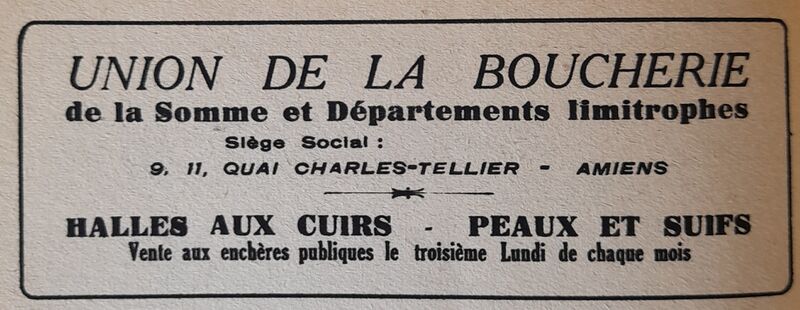 UNION DE LA BOUCHERIE
de la Somme et Départements limitrophes
Siège Social :
9, 11, QUAI CHARLES-TELLIER - AMIENS
HALLES AUX CUIRS - PEAUX ET SUIFS
Vente aux enchères publiques le troisième Lundi de chaque mois